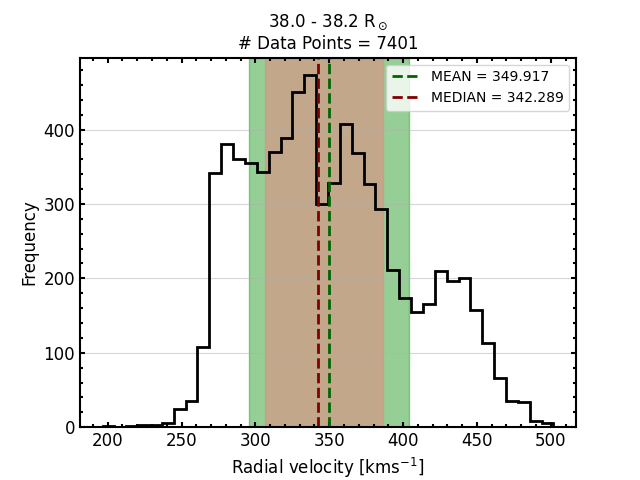 38.0 - 38.2 R⊙
# Data Points = 7401
MEAN = 349.917
MEDIAN = 342.289
Frequency
400
300
200
100
0
200 250 300 350 400 450 500
Radial velocity [kms⁻¹]